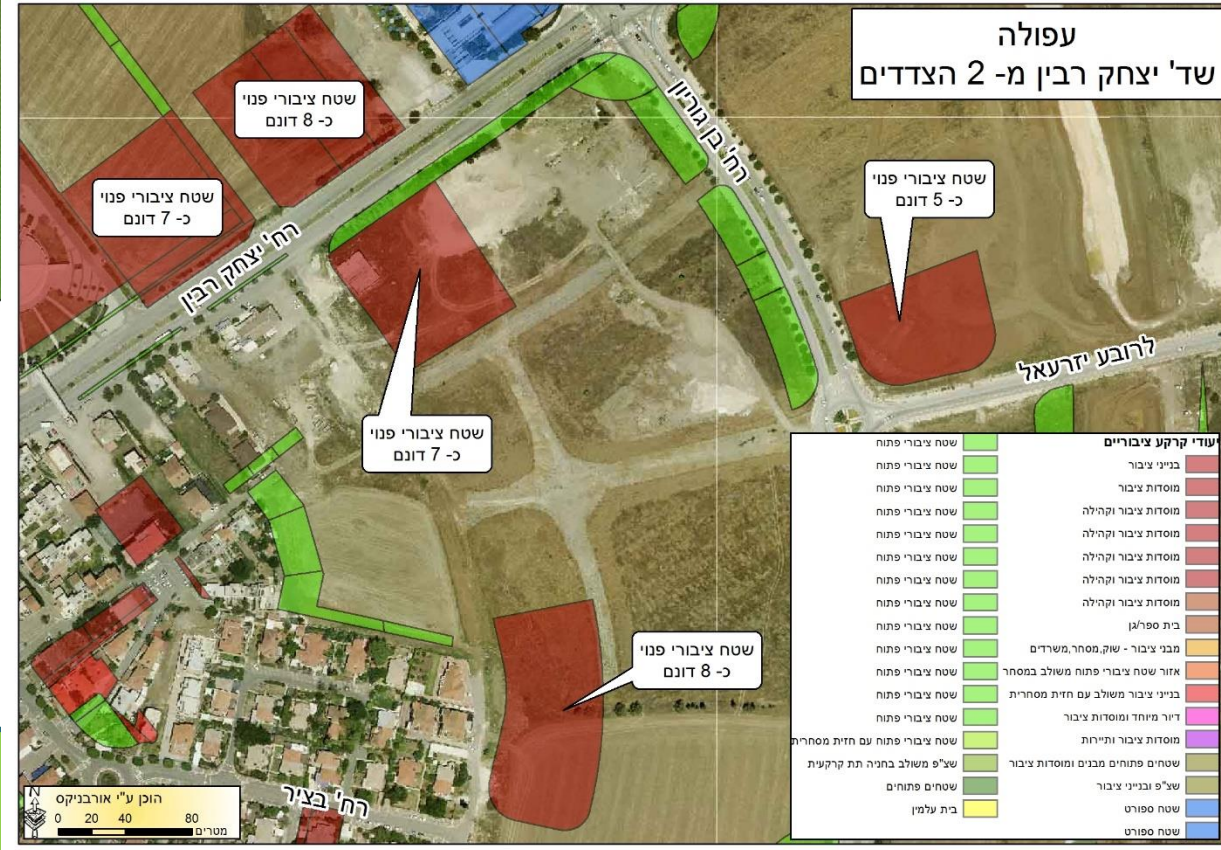 עפולה
שד' יצחק רבין מ- 2 הצדדים
שטח ציבורי פנוי
כ- 8 דונם
שטח ציבורי פנוי
כ- 7 דונם
שטח ציבורי פנוי
כ- 5 דונם
רח' בן גוריון
רח' יצחק רבין
לרובע יזרעאל
שטח ציבורי פנוי
כ- 7 דונם
שטח ציבורי פנוי
כ- 8 דונם
רח' בציר
יעודי קרקע ציבוריים
בנייני ציבור
מוסדות ציבור
מוסדות ציבור וקהילה
מוסדות ציבור וקהילה
מוסדות ציבור וקהילה
מוסדות ציבור וקהילה
מוסדות ציבור וקהילה
בית ספר/גן
מבני ציבור - שוק,מסחר,משרדים
אזור שטח ציבורי פתוח משולב במסחר
בנייני ציבור משולב עם חזית מסחרית
דיור מיוחד ומוסדות ציבור
מוסדות ציבור ותיירות
שטחים פתוחים מבנים ומוסדות ציבור
שצ"פ ובנייני ציבור
שטח ספורט
שטח ספורט
שטח ציבורי פתוח
שטח ציבורי פתוח
שטח ציבורי פתוח
שטח ציבורי פתוח
שטח ציבורי פתוח
שטח ציבורי פתוח
שטח ציבורי פתוח
שטח ציבורי פתוח
שטח ציבורי פתוח
שטח ציבורי פתוח
שטח ציבורי פתוח
שטח ציבורי פתוח
שטח ציבורי פתוח
שטח ציבורי פתוח עם חזית מסחרית
שצ"פ משולב בחניה תת קרקעית
שטחים פתוחים
בית עלמין
הוכן ע"י אורבניקס
N
0 20 40 80
מטרים